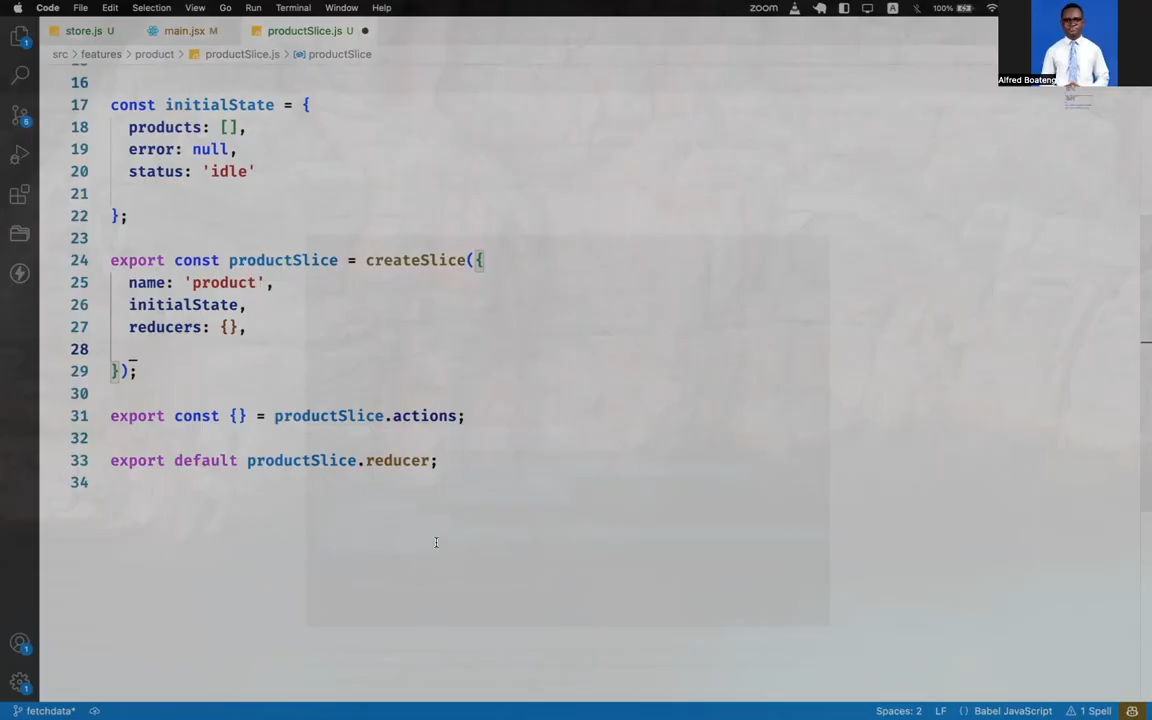 Code File Edit Selection View Go Run Terminal Window Help zoom A 100%
store.js U main.jsx M productSlice.js U
Alfred Boateng
src > features > product > productSlice.js > productSlice
16
17 const initialState = {
18 products: [],
19 error: null,
20 status: 'idle'
21
22 };
23
24 export const productSlice = createSlice({
25 name: 'product',
26 initialState,
27 reducers: {},
28
29 });
30
31 export const {} = productSlice.actions;
32
33 export default productSlice.reducer;
34
1
6
1
1
fetchdata* Spaces: 2 LF {} Babel JavaScript 1 Spell